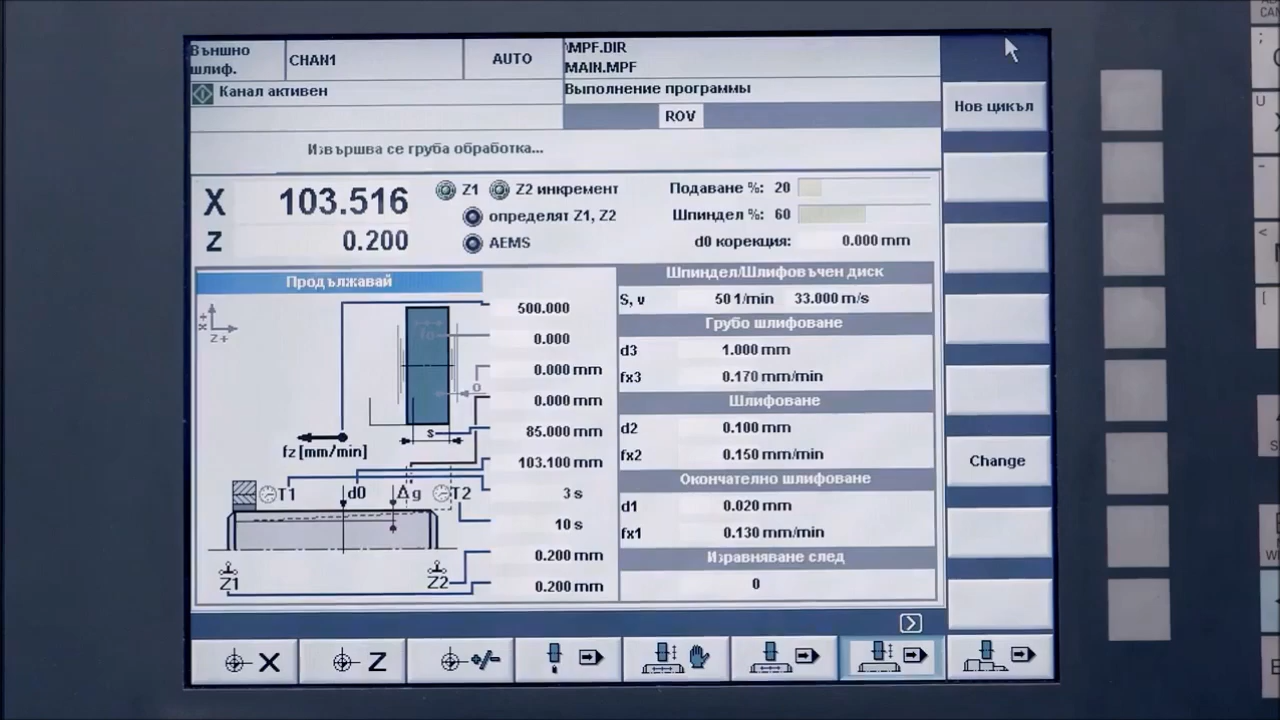 Външно
шлиф.
CHAN1
AUTO
\MPF.DIR
MAIN.MPF
Канал активен
Выполнение программы
ROV
Нов цикъл
Извършва се груба обработка...
X 103.516
Z 0.200
Z1 Z2 инкремент
определят Z1, Z2
AEMS
Подаване %: 20
Шпиндел %: 60
d0 корекция: 0.000 mm
Продължавай
X+
Z+
500.000
0.000
0.000 mm
0.000 mm
85.000 mm
103.100 mm
3 s
10 s
0.200 mm
0.200 mm
s
fz [mm/min]
T1 d0 Δg T2
Z1 Z2
Шпиндел/Шлифовъчен диск
S, v 50 1/min 33.000 m/s
Грубо шлифоване
d3 1.000 mm
fx3 0.170 mm/min
Шлифоване
d2 0.100 mm
fx2 0.150 mm/min
Окончателно шлифоване
d1 0.020 mm
fx1 0.130 mm/min
Изравняване след
0
Change
X
Z
+/-